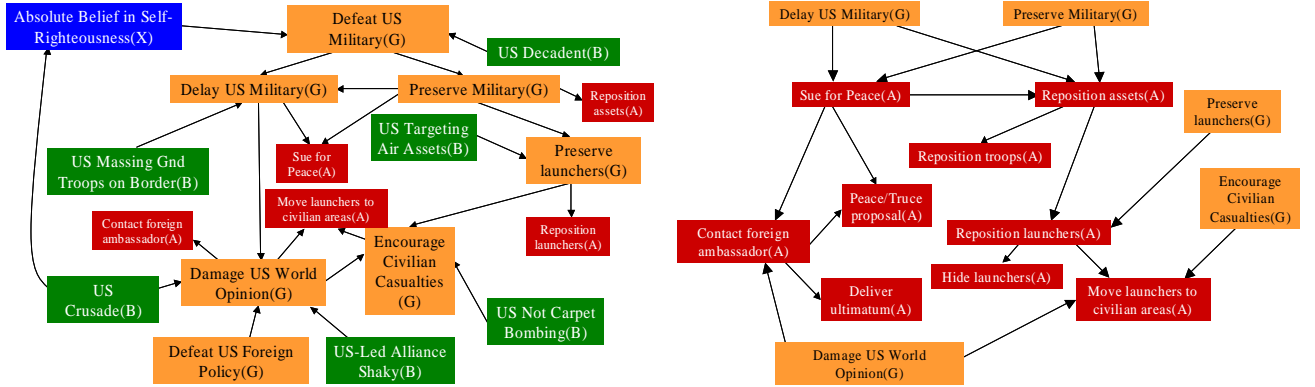 Absolute Belief in Self-
Righteousness(X)
Defeat US
Military(G)
US Decadent(B)
Delay US Military(G)
Preserve Military(G)
Reposition
assets(A)
US Targeting
Air Assets(B)
US Massing Gnd
Troops on Border(B)
Sue for
Peace(A)
Preserve
launchers(G)
Move launchers to
civilian areas(A)
Contact foreign
ambassador(A)
Encourage
Civilian
Casualties
(G)
Reposition
launchers(A)
Damage US World
Opinion(G)
US
Crusade(B)
US Not Carpet
Bombing(B)
Defeat US Foreign
Policy(G)
US-Led Alliance
Shaky(B)
Delay US Military(G)
Preserve Military(G)
Sue for Peace(A)
Reposition assets(A)
Preserve
launchers(G)
Reposition troops(A)
Encourage
Civilian
Casualties(G)
Peace/Truce
proposal(A)
Contact foreign
ambassador(A)
Reposition launchers(A)
Hide launchers(A)
Deliver
ultimatum(A)
Move launchers to
civilian areas(A)
Damage US World
Opinion(G)